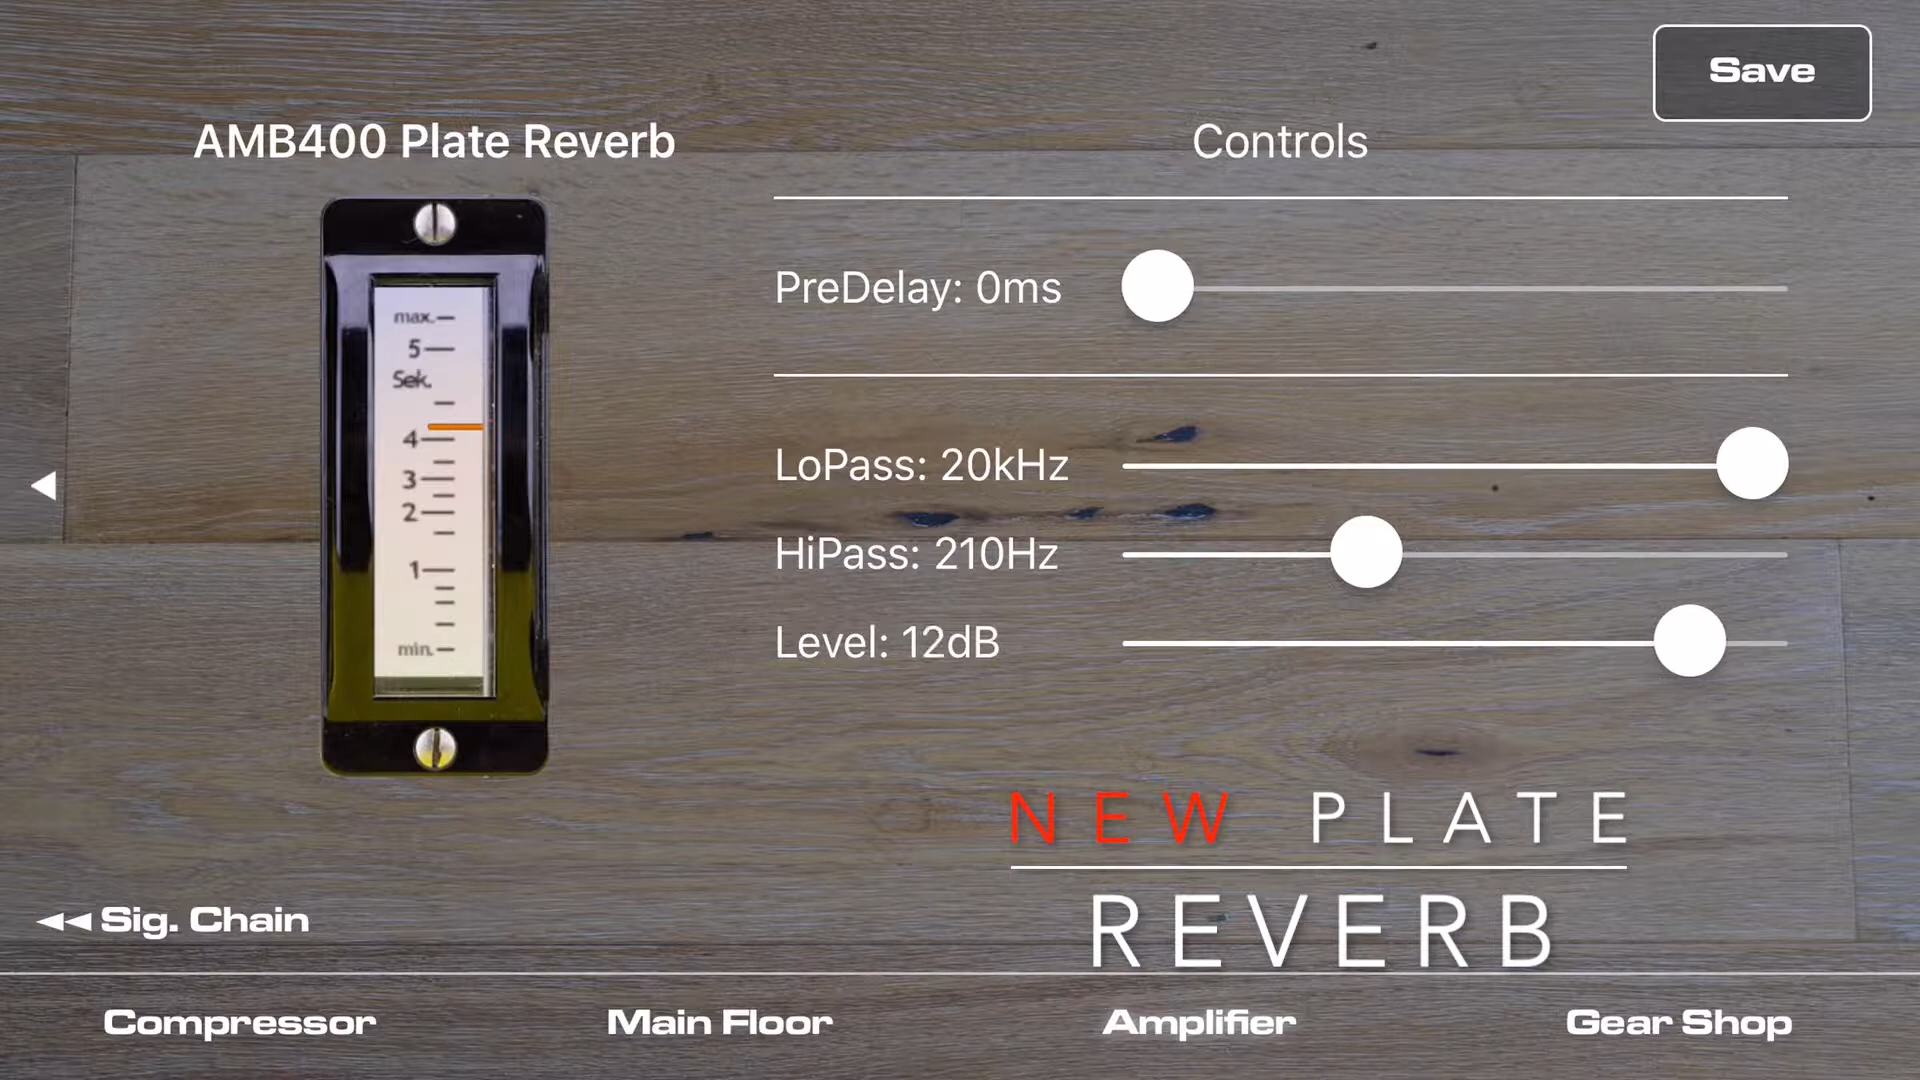 Save
AMB400 Plate Reverb
Controls
max.
5
Sek.
4
3
2
1
min.
PreDelay: 0ms
LoPass: 20kHz
HiPass: 210Hz
Level: 12dB
NEW PLATE
REVERB
Sig. Chain
Compressor
Main Floor
Amplifier
Gear Shop